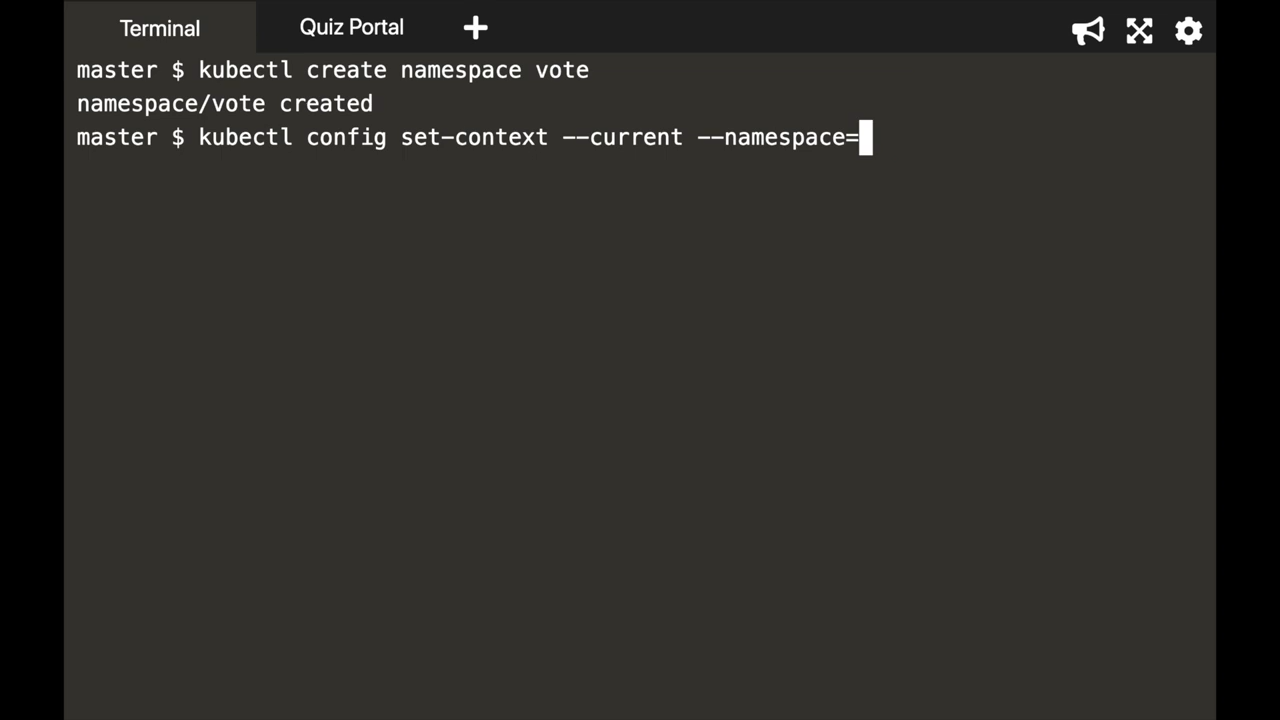 Terminal
Quiz Portal
master $ kubectl create namespace vote
namespace/vote created
master $ kubectl config set-context --current --namespace=